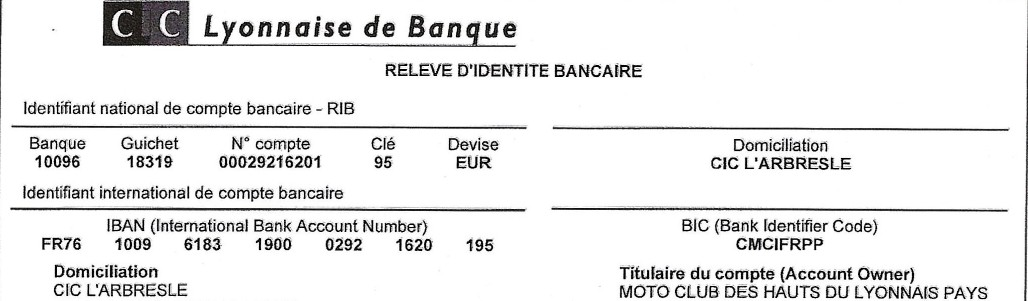 CIC Lyonnaise de Banque
RELEVE D'IDENTITE BANCAIRE
Identifiant national de compte bancaire - RIB
Banque Guichet N° compte Clé Devise Domiciliation
10096 18319 00029216201 95 EUR CIC L'ARBRESLE
Identifiant international de compte bancaire
IBAN (International Bank Account Number) BIC (Bank Identifier Code)
FR76 1009 6183 1900 0292 1620 195 CMCIFRPP
Domiciliation Titulaire du compte (Account Owner)
CIC L'ARBRESLE MOTO CLUB DES HAUTS DU LYONNAIS PAYS